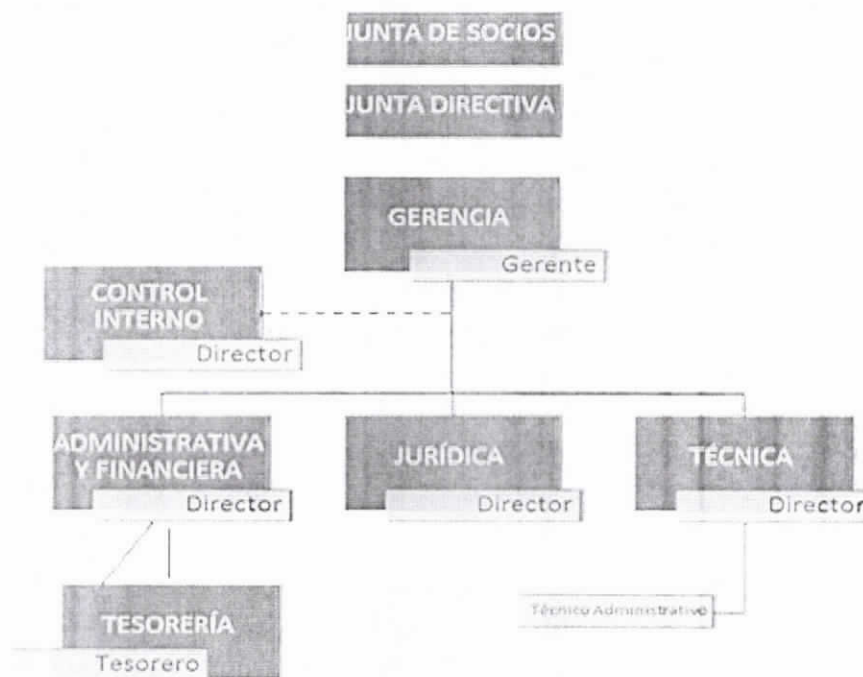 JUNTA DE SOCIOS
JUNTA DIRECTIVA
GERENCIA
Gerente
CONTROL
INTERNO
Director
ADMINISTRATIVA
Y FINANCIERA
Director
JURÍDICA
Director
TÉCNICA
Director
TESORERÍA
Tesorero
Técnico Administrativo